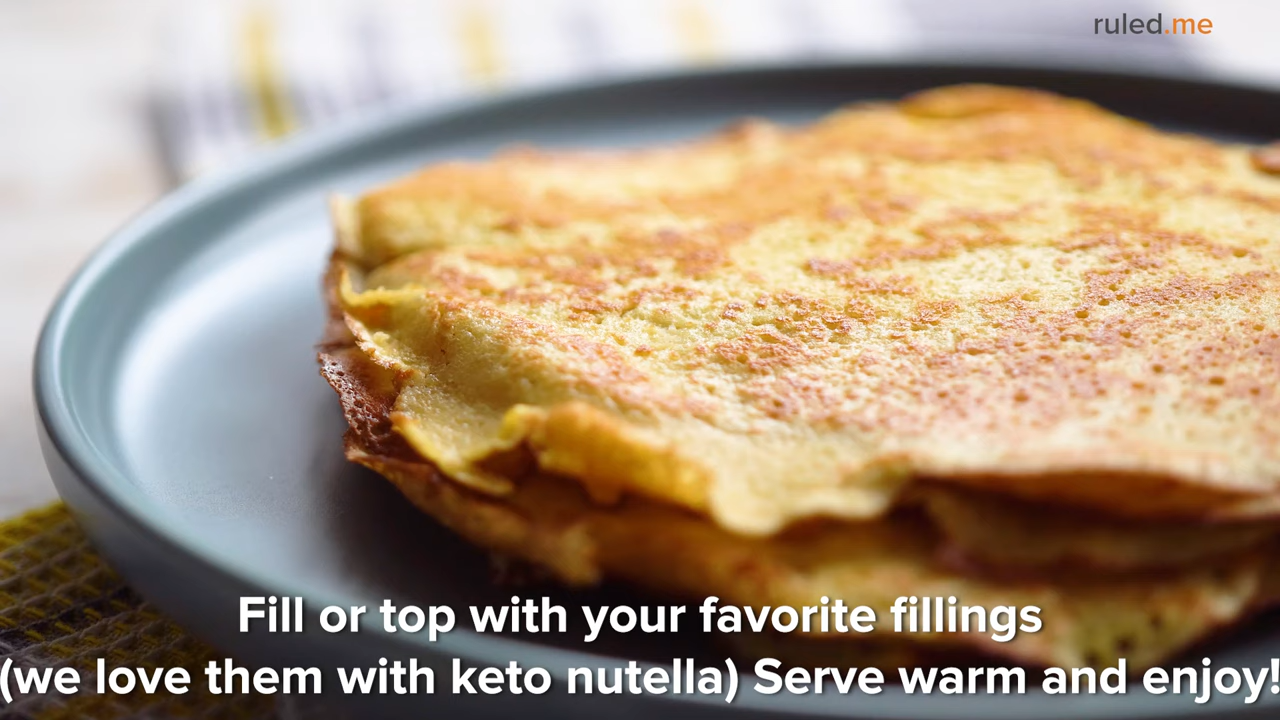 ruled.me
Fill or top with your favorite fillings
(we love them with keto nutella) Serve warm and enjoy!